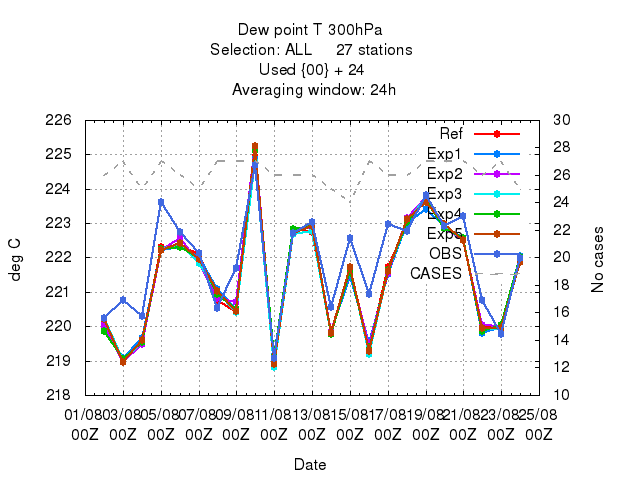 Dew point T 300hPa
Selection: ALL     27 stations
Used {00} + 24
Averaging window: 24h
deg C
226
225
224
223
222
221
220
219
218
Ref
Exp1
Exp2
Exp3
Exp4
Exp5
OBS
CASES
30
28
26
24
22
20
18
16
14
12
10
No cases
01/08 03/08 05/08 07/08 09/08 11/08 13/08 15/08 17/08 19/08 21/08 23/08 25/08
00Z 00Z 00Z 00Z 00Z 00Z 00Z 00Z 00Z 00Z 00Z 00Z 00Z
Date